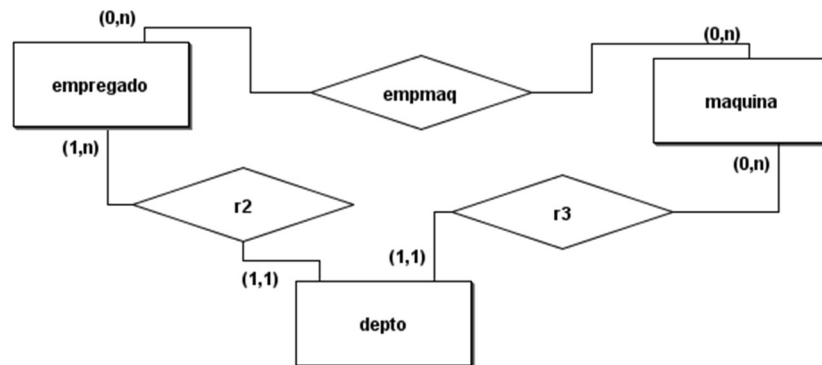 (0,n)
(0,n)
empregado
empmaq
maquina
(1,n)
(0,n)
r2
r3
(1,1)
(1,1)
depto